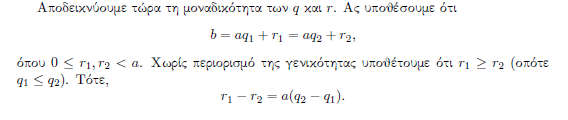 Αποδεικνύουμε τώρα τη μοναδικότητα των q και r. Ας υποθέσουμε ότι
b = aq₁ + r₁ = aq₂ + r₂,
όπου 0 ≤ r₁, r₂ < a. Χωρίς περιορισμό της γενικότητας υποθέτουμε ότι r₁ ≥ r₂ (οπότε
q₁ ≤ q₂). Τότε,
r₁ − r₂ = a(q₂ − q₁).